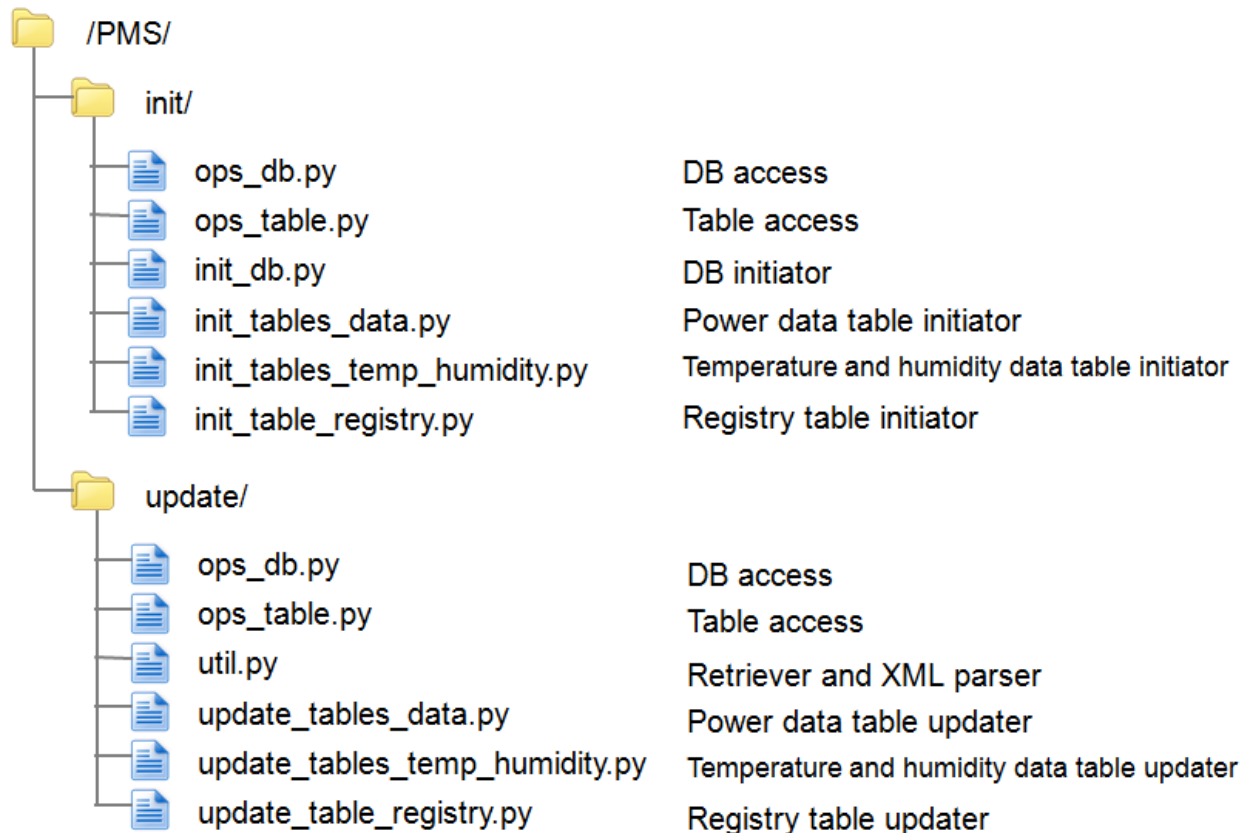 /PMS/
init/
ops_db.py DB access
ops_table.py Table access
init_db.py DB initiator
init_tables_data.py Power data table initiator
init_tables_temp_humidity.py Temperature and humidity data table initiator
init_table_registry.py Registry table initiator
update/
ops_db.py DB access
ops_table.py Table access
util.py Retriever and XML parser
update_tables_data.py Power data table updater
update_tables_temp_humidity.py Temperature and humidity data table updater
update_table_registry.py Registry table updater